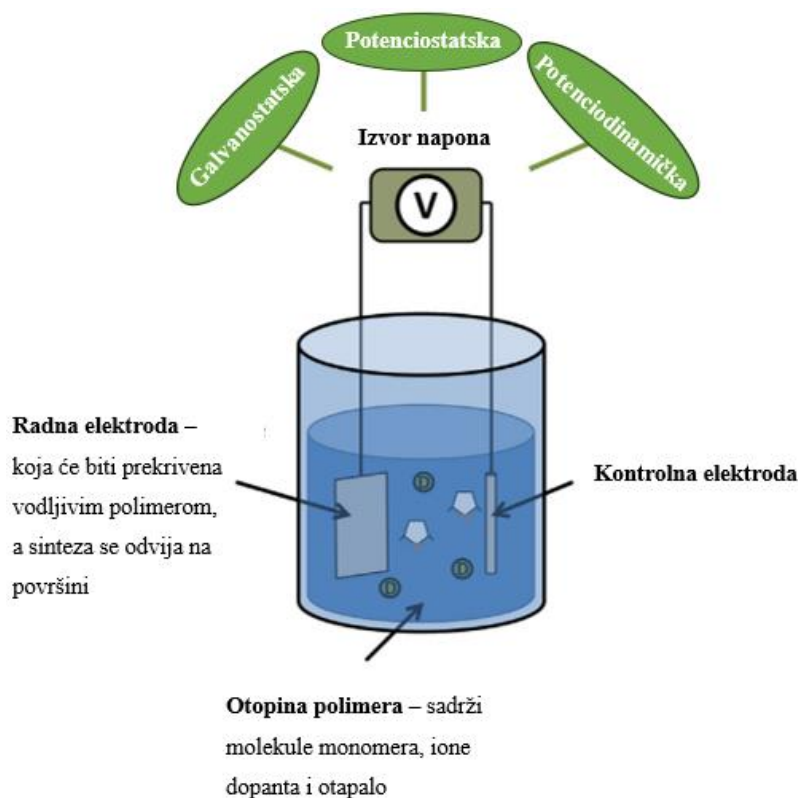 Potenciostatska
Galvanostatska
Potenciodinamička
Izvor napona
V
Radna elektroda –
koja će biti prekrivena
vodljivim polimerom,
a sinteza se odvija na
površini
Kontrolna elektroda
D
D
D
Otopina polimera – sadrži
molekule monomera, ione
dopanta i otapalo